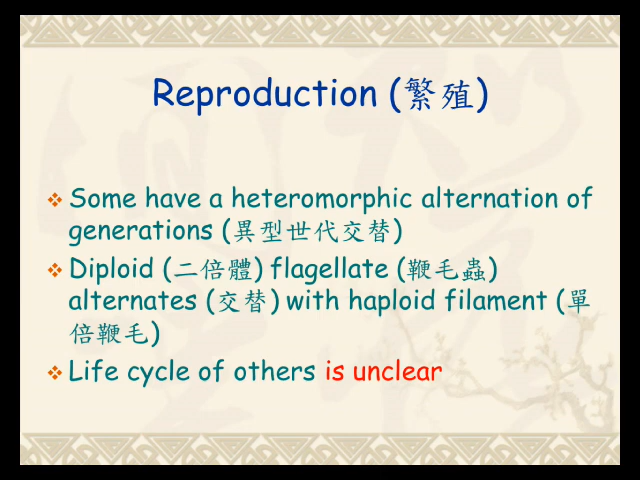 Reproduction (繁殖)
Some have a heteromorphic alternation of
generations (異型世代交替)
Diploid (二倍體) flagellate (鞭毛蟲)
alternates (交替) with haploid filament (單
倍鞭毛)
Life cycle of others is unclear